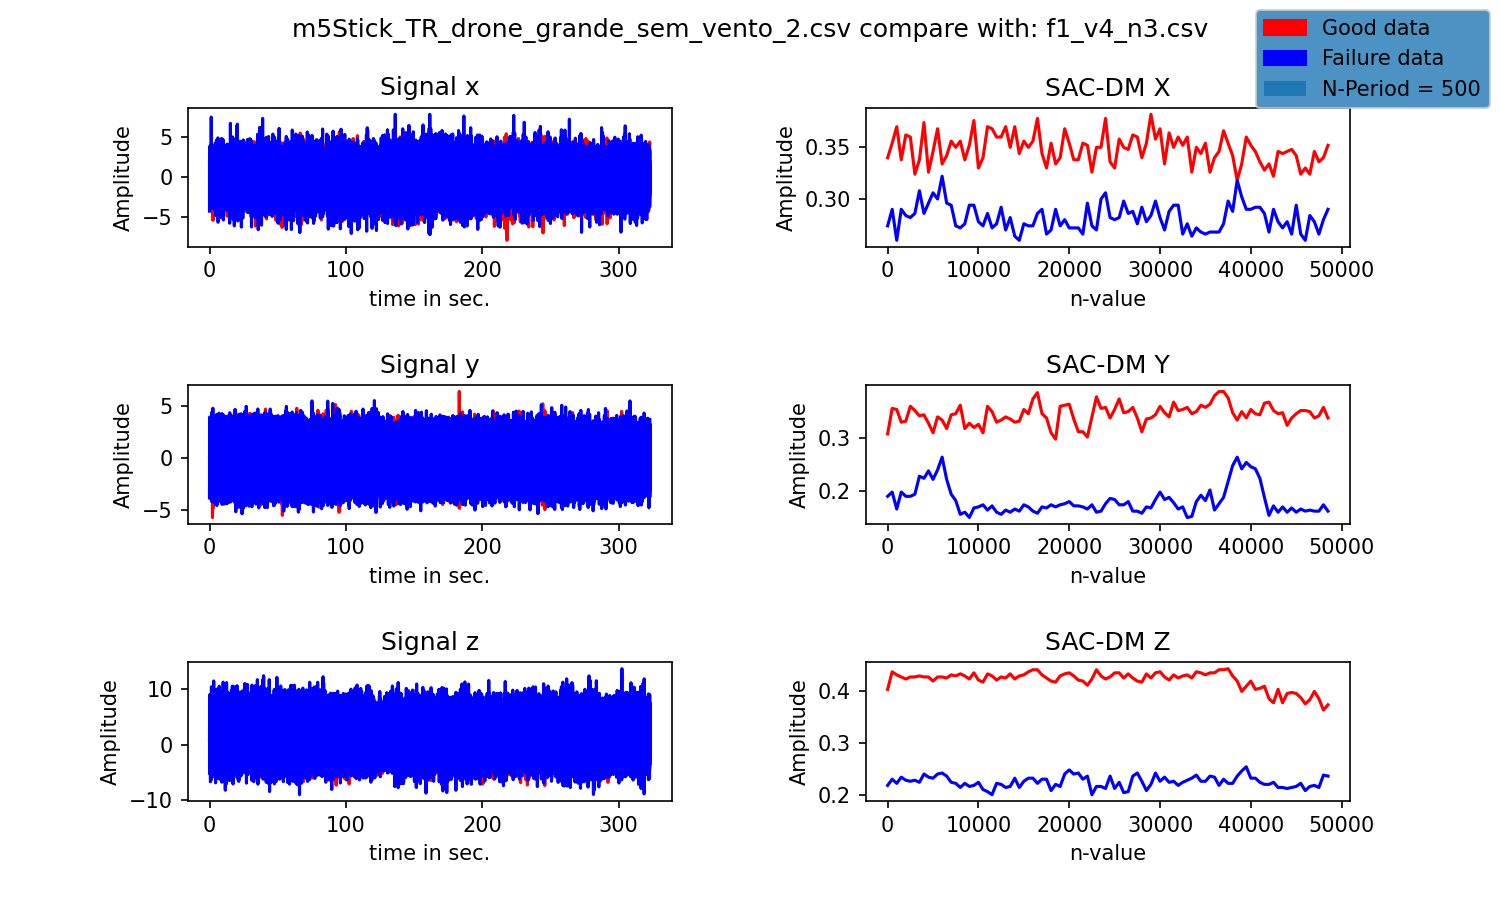 m5Stick_TR_drone_grande_sem_vento_2.csv compare with: f1_v4_n3.csv
Good data
Failure data
N-Period = 500
Signal x
Amplitude
5
0
−5
0 100 200 300
time in sec.
SAC-DM X
Amplitude
0.35
0.30
0 10000 20000 30000 40000 50000
n-value
Signal y
Amplitude
5
0
−5
0 100 200 300
time in sec.
SAC-DM Y
Amplitude
0.3
0.2
0 10000 20000 30000 40000 50000
n-value
Signal z
Amplitude
10
0
−10
0 100 200 300
time in sec.
SAC-DM Z
Amplitude
0.4
0.3
0.2
0 10000 20000 30000 40000 50000
n-value